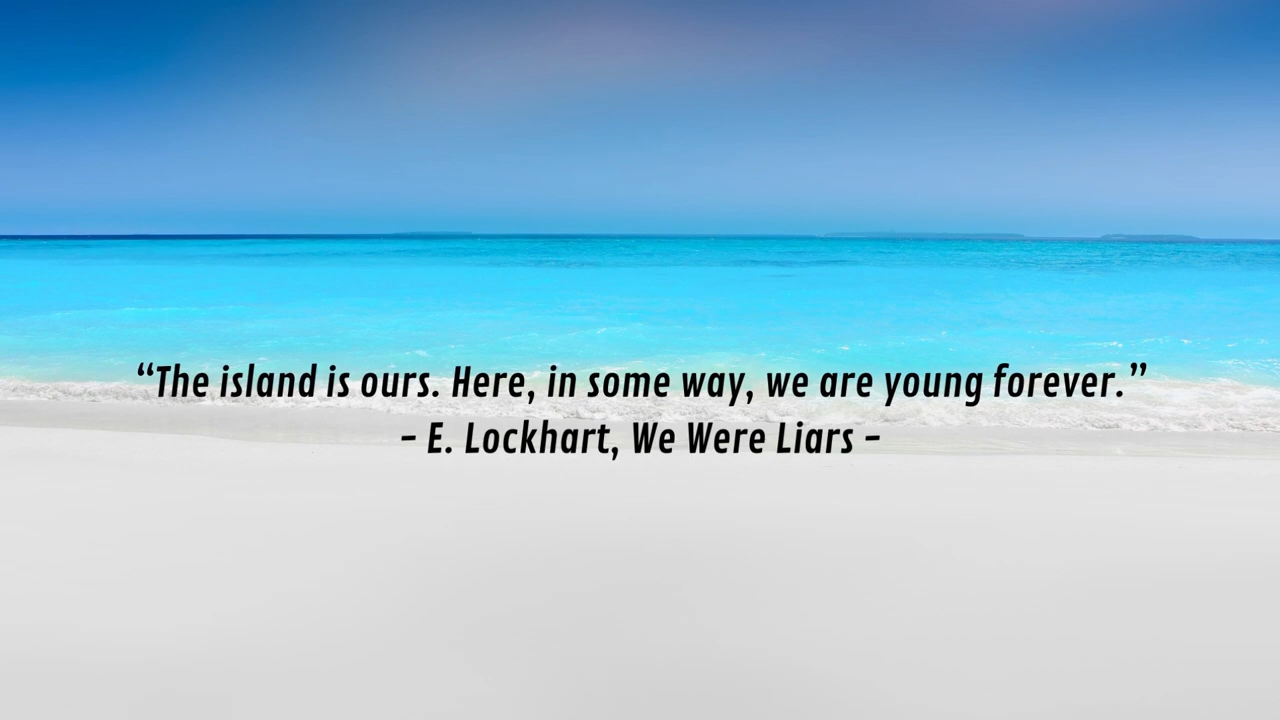 “The island is ours. Here, in some way, we are young forever.”
- E. Lockhart, We Were Liars -